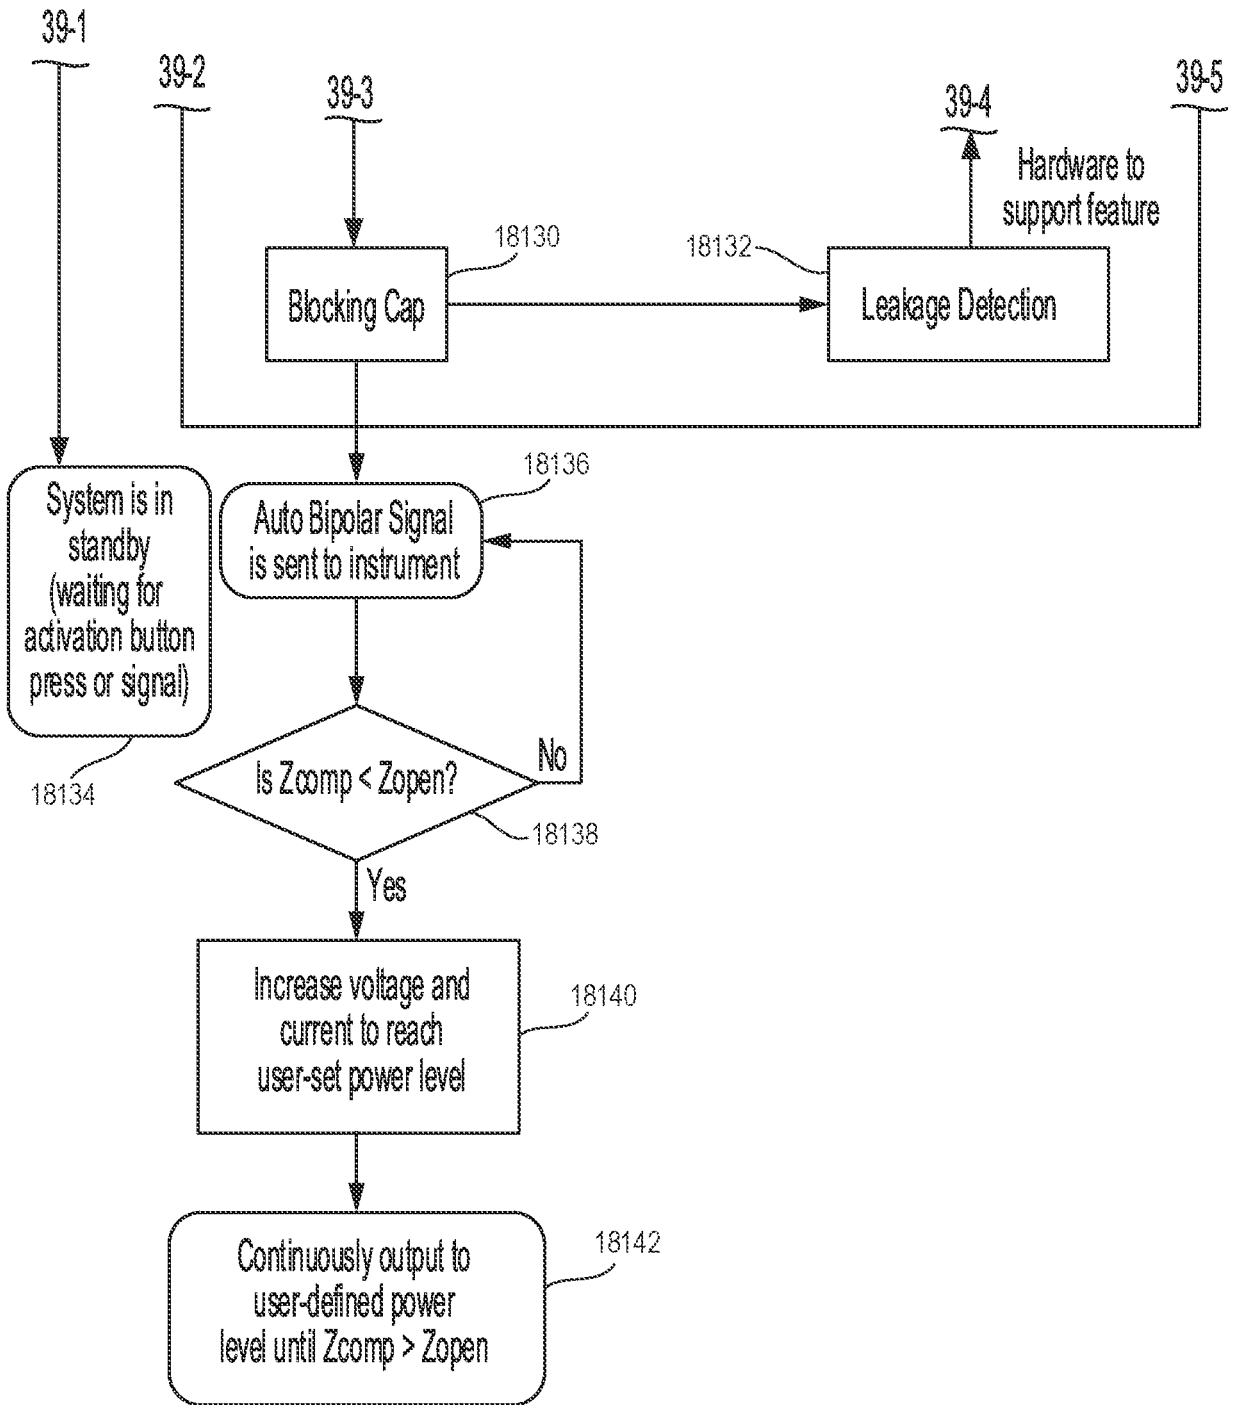 39-1
39-2
39-3
39-4
39-5
Hardware to
support feature
18130
18132
Blocking Cap
Leakage Detection
18136
System is in
standby
(waiting for
activation button
press or signal)
Auto Bipolar Signal
is sent to instrument
18134
Is Zcomp < Zopen?
No
18138
Yes
Increase voltage and
current to reach
user-set power level
18140
Continuously output to
user-defined power
level until Zcomp > Zopen
18142